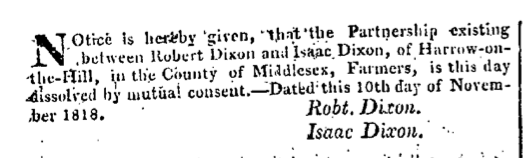 NOtice is hereby given, that the Partnership existing
between Robert Dixon and Isaac Dixon, of Harrow-on-
the-Hill, in the County of Middlesex, Farmers, is this day
dissolved by mutual consent.—Dated this 10th day of Novem-
ber 1818.
Robt. Dixon.
Isaac Dixon.